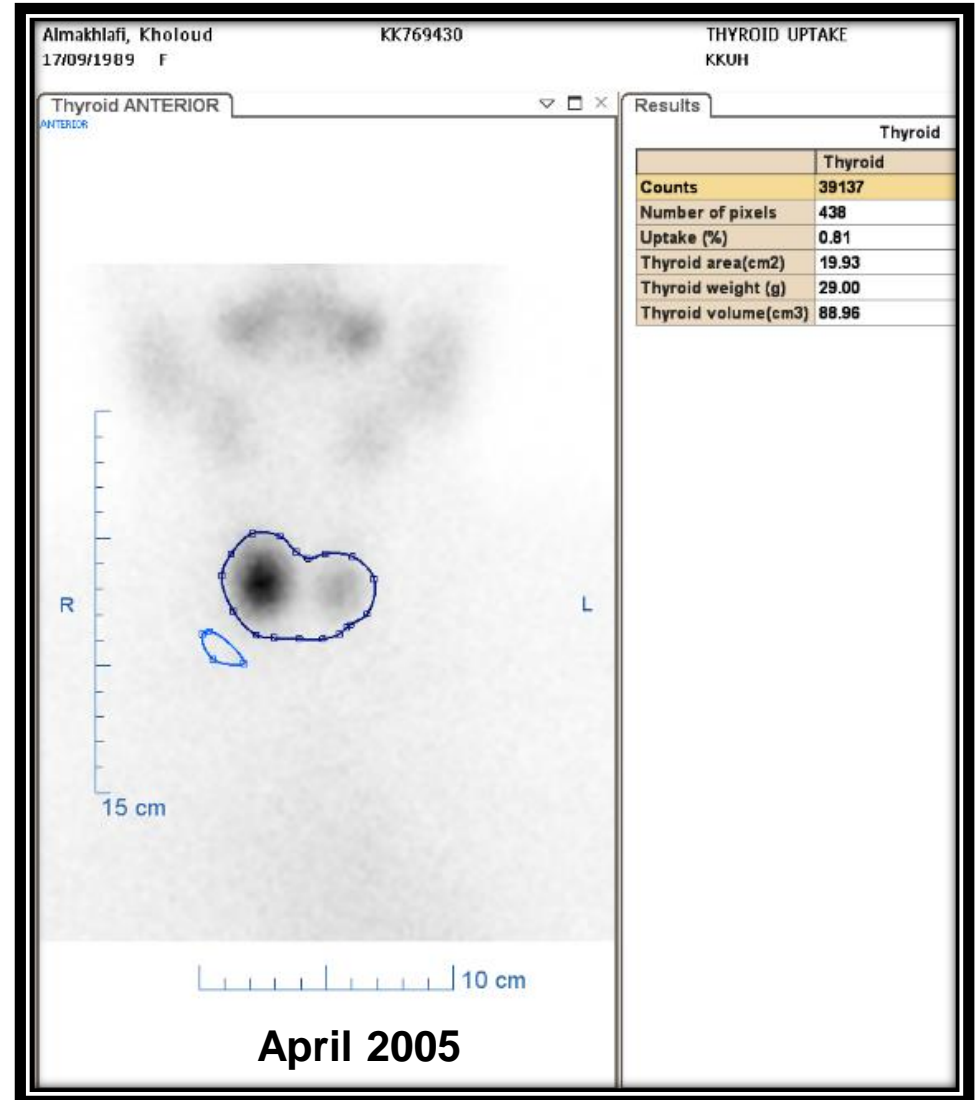 Almakhlafi, Kholoud KK769430 THYROID UPTAKE
17/09/1989 F KKUH
Thyroid ANTERIOR
ANTERIOR
R
L
15 cm
10 cm
April 2005
Results
Thyroid
Thyroid
Counts 39137
Number of pixels 438
Uptake (%) 0.81
Thyroid area(cm2) 19.93
Thyroid weight (g) 29.00
Thyroid volume(cm3) 88.96